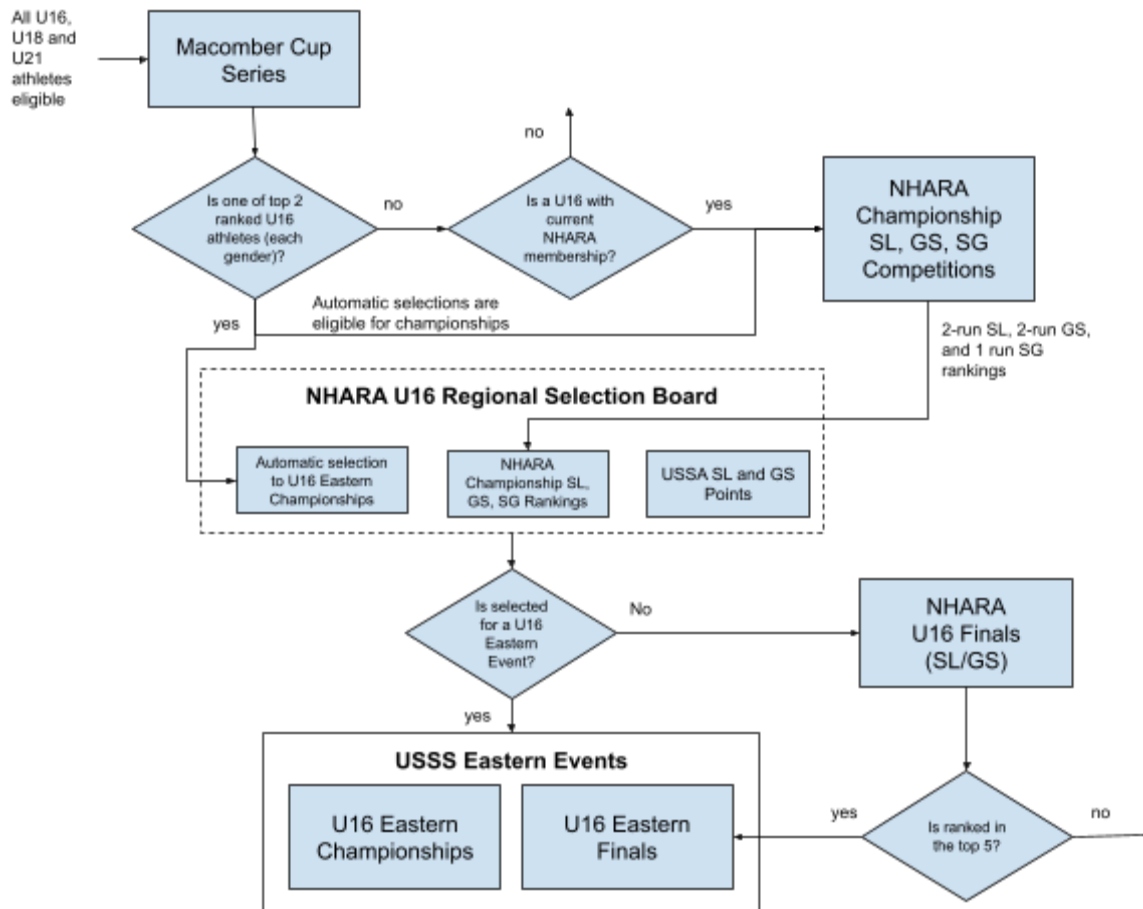 All U16,
U18 and
U21
athletes
eligible
Macomber Cup
Series
no
Is one of top 2
ranked U16
athletes (each
gender)?
no
Is a U16 with
current
NHARA
membership?
yes
NHARA
Championship
SL, GS, SG
Competitions
yes
Automatic selections are
eligible for championships
2-run SL, 2-run GS,
and 1 run SG
rankings
NHARA U16 Regional Selection Board
Automatic selection
to U16 Eastern
Championships
NHARA
Championship SL,
GS, SG Rankings
USSA SL and GS
Points
Is selected
for a U16
Eastern
Event?
No
NHARA
U16 Finals
(SL/GS)
yes
USSS Eastern Events
U16 Eastern
Championships
U16 Eastern
Finals
yes
Is ranked in
the top 5?
no